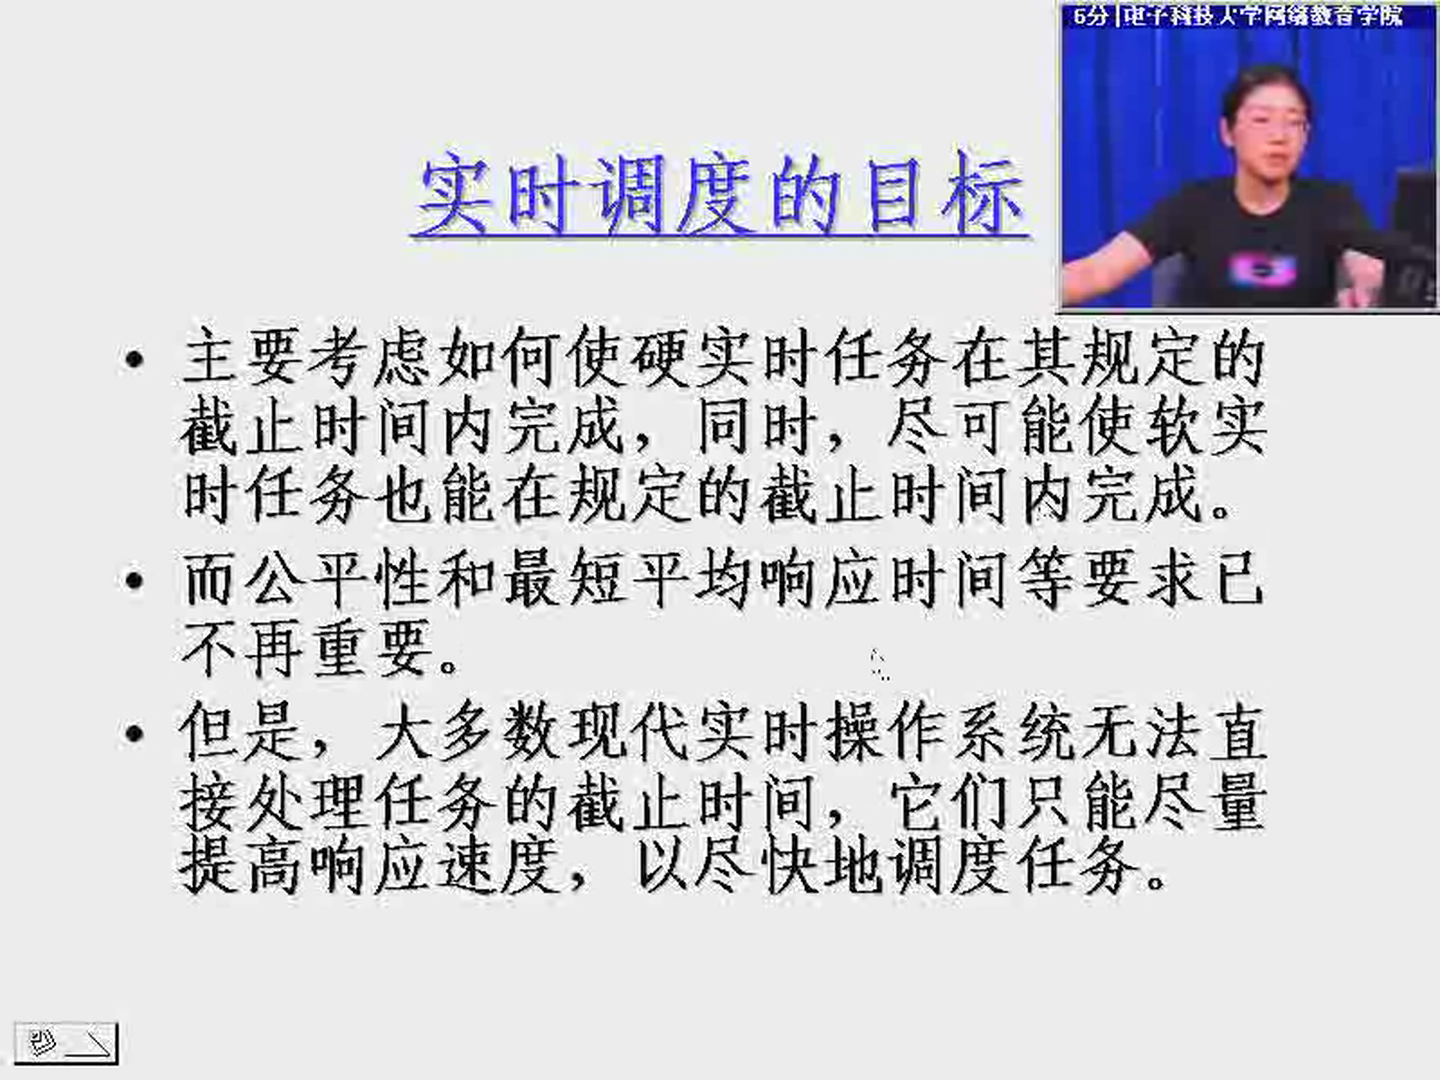 6分|电子科技大学网络教育学院
实时调度的目标
• 主要考虑如何使硬实时任务在其规定的
截止时间内完成，同时，尽可能使软实
时任务也能在规定的截止时间内完成。
• 而公平性和最短平均响应时间等要求已
不再重要。
• 但是，大多数现代实时操作系统无法直
接处理任务的截止时间，它们只能尽量
提高响应速度，以尽快地调度任务。